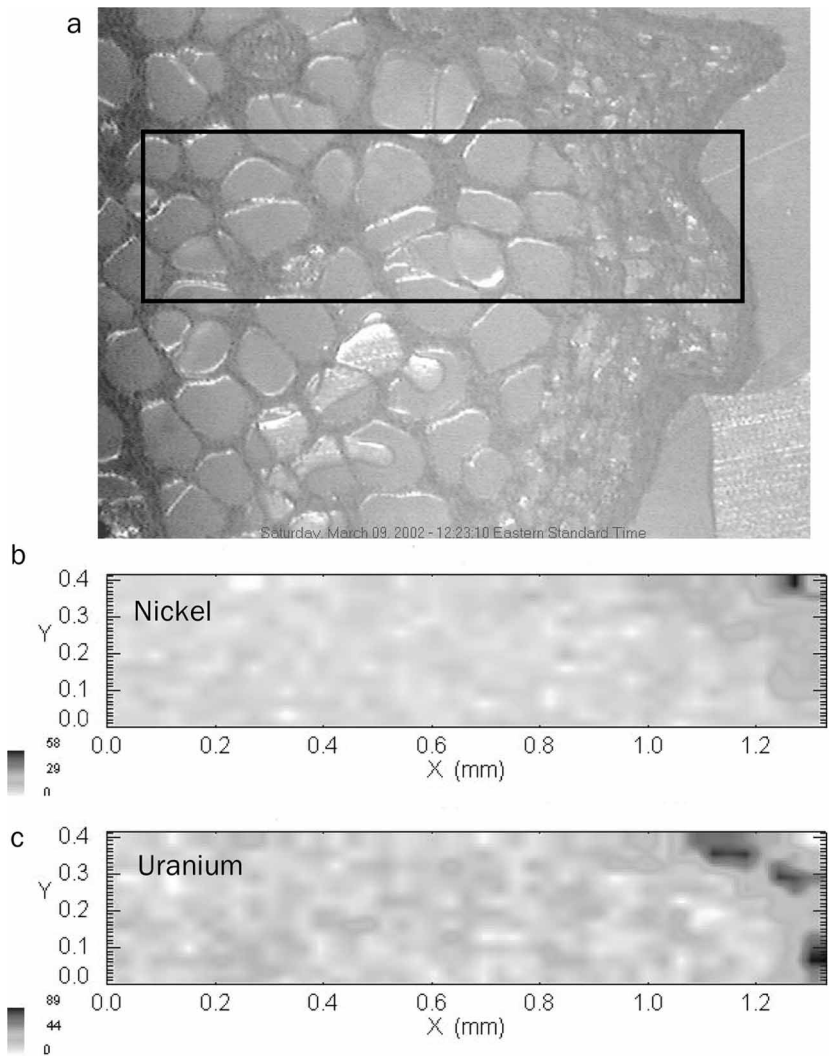 a
Saturday, March 09, 2002 - 12:23:10 Eastern Standard Time
b
0.4
0.3
Y
0.2
0.1
0.0
Nickel
0.0 0.2 0.4 0.6 0.8 1.0 1.2
X (mm)
58
29
0
c
0.4
0.3
Y
0.2
0.1
0.0
Uranium
0.0 0.2 0.4 0.6 0.8 1.0 1.2
X (mm)
89
44
0